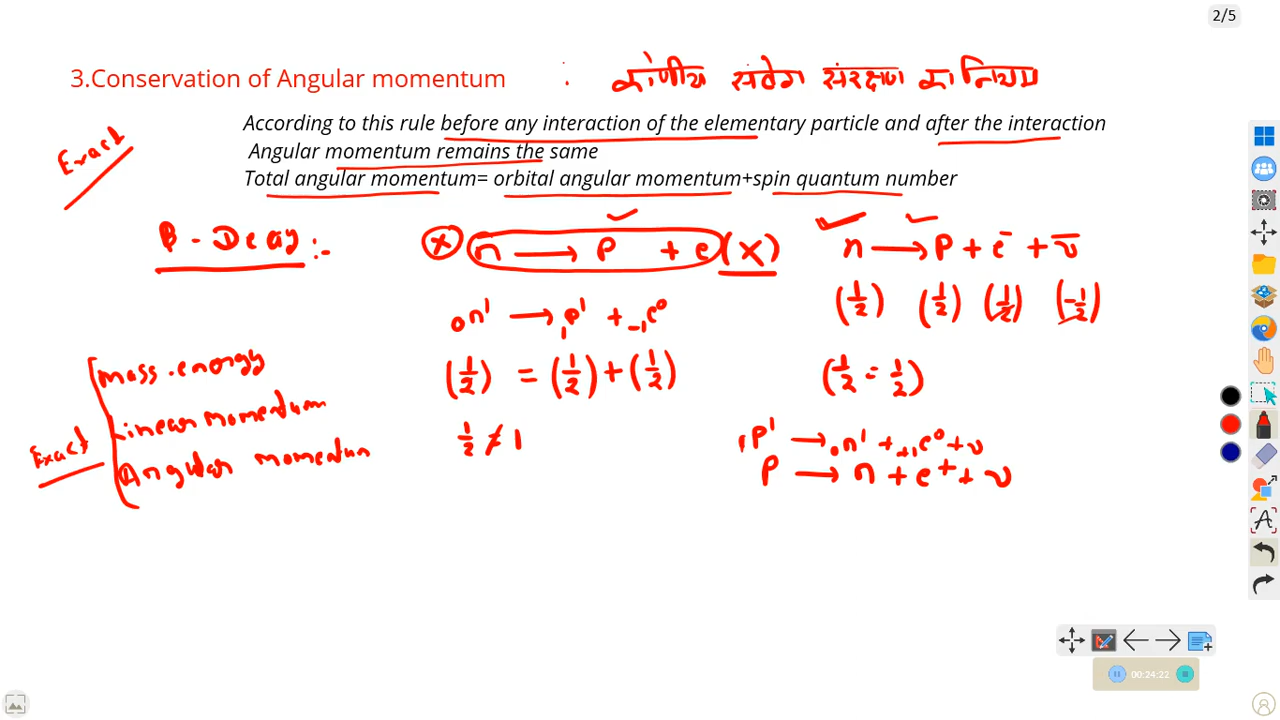 2/5
3.Conservation of Angular momentum : कोणीय संवेग संरक्षण का नियम
Exact
According to this rule before any interaction of the elementary particle and after the interaction
Angular momentum remains the same
Total angular momentum= orbital angular momentum+spin quantum number
β - Decay :-
(x) n → p + e (x)
n → p + e⁻ + ν̅
(1/2) (1/2) (1/2) (-1/2)
₀n¹ → ₁p¹ + ₋₁e⁰
(1/2) = (1/2) + (1/2)
(1/2 = 1/2)
1/2 ≠ 1
₁p¹ → ₀n¹ + ₊₁e⁰ + ν
p → n + e⁺ + ν
Exact
mass - energy
Linear momentum
Angular momentum
00:24:22